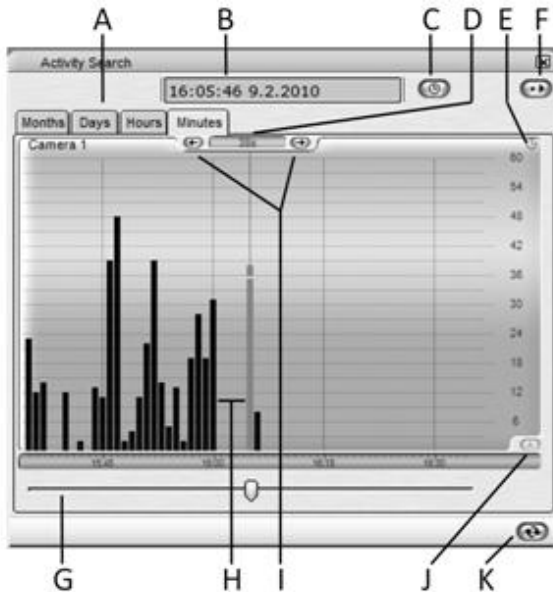 A B C D E F
Activity Search
16:05:46 9.2.2010
Months Days Hours Minutes
Camera 1
60
54
48
42
36
30
24
18
12
6
15:45 16:00 16:15 16:30
G H I J K